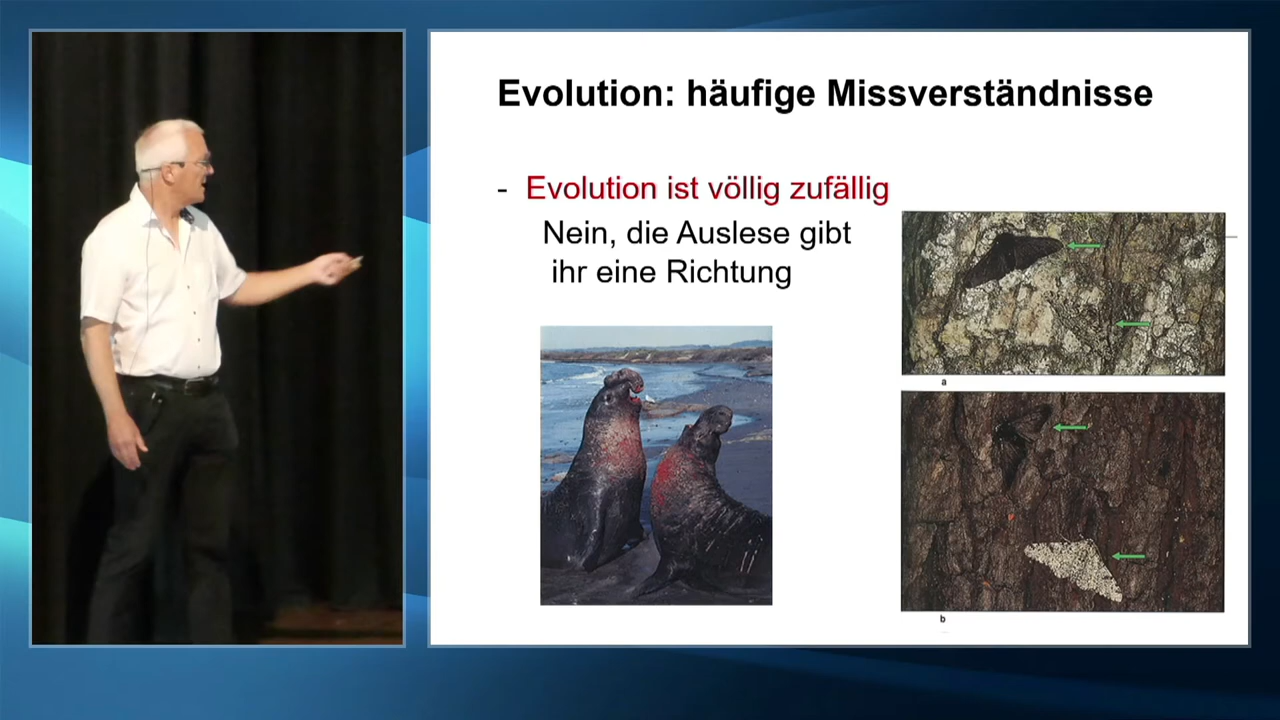 Evolution: häufige Missverständnisse
- Evolution ist völlig zufällig
Nein, die Auslese gibt
ihr eine Richtung
a
b